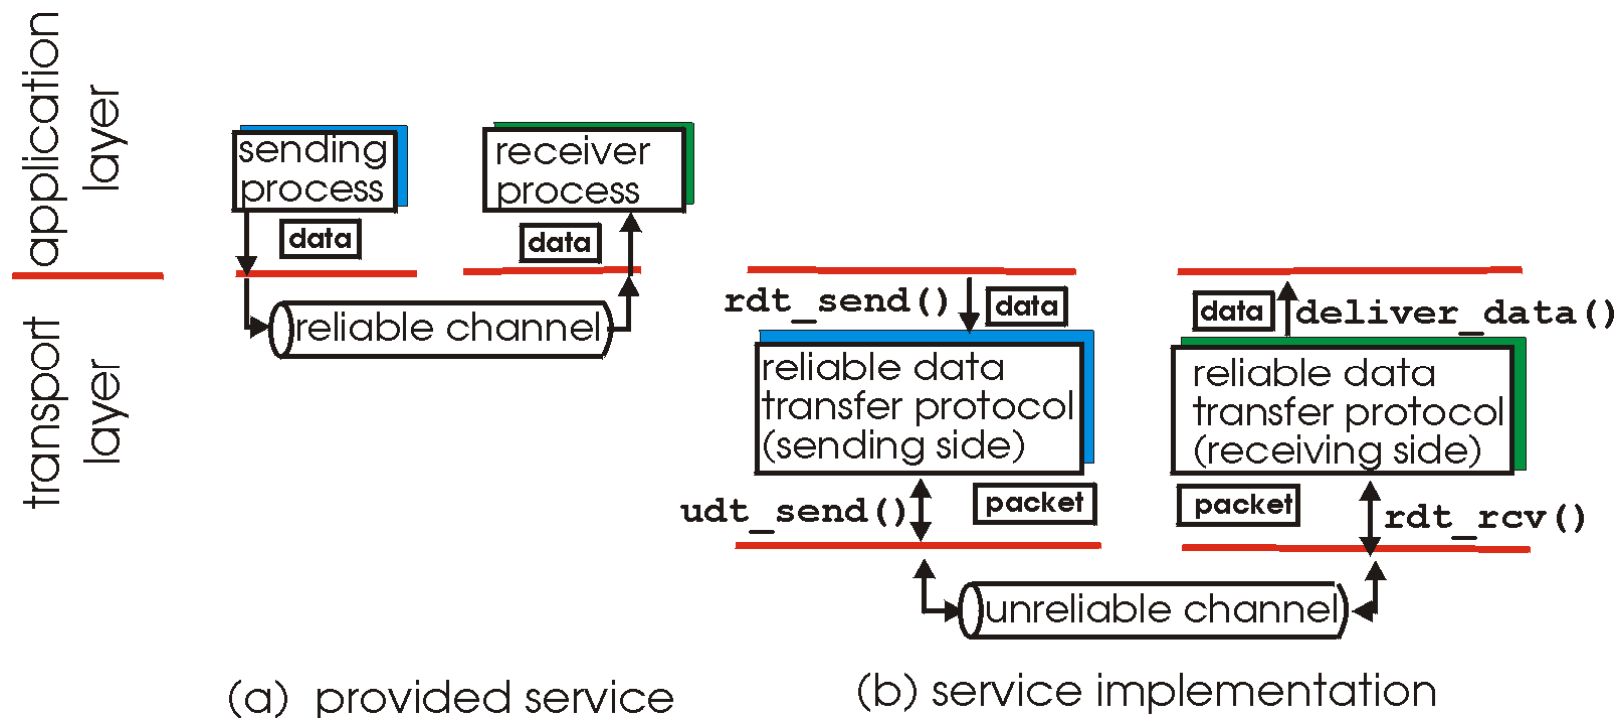 application
layer
transport
layer
sending
process
data
receiver
process
data
reliable channel
(a) provided service
rdt_send()
data
reliable data
transfer protocol
(sending side)
udt_send()
packet
data
deliver_data()
reliable data
transfer protocol
(receiving side)
packet
rdt_rcv()
unreliable channel
(b) service implementation